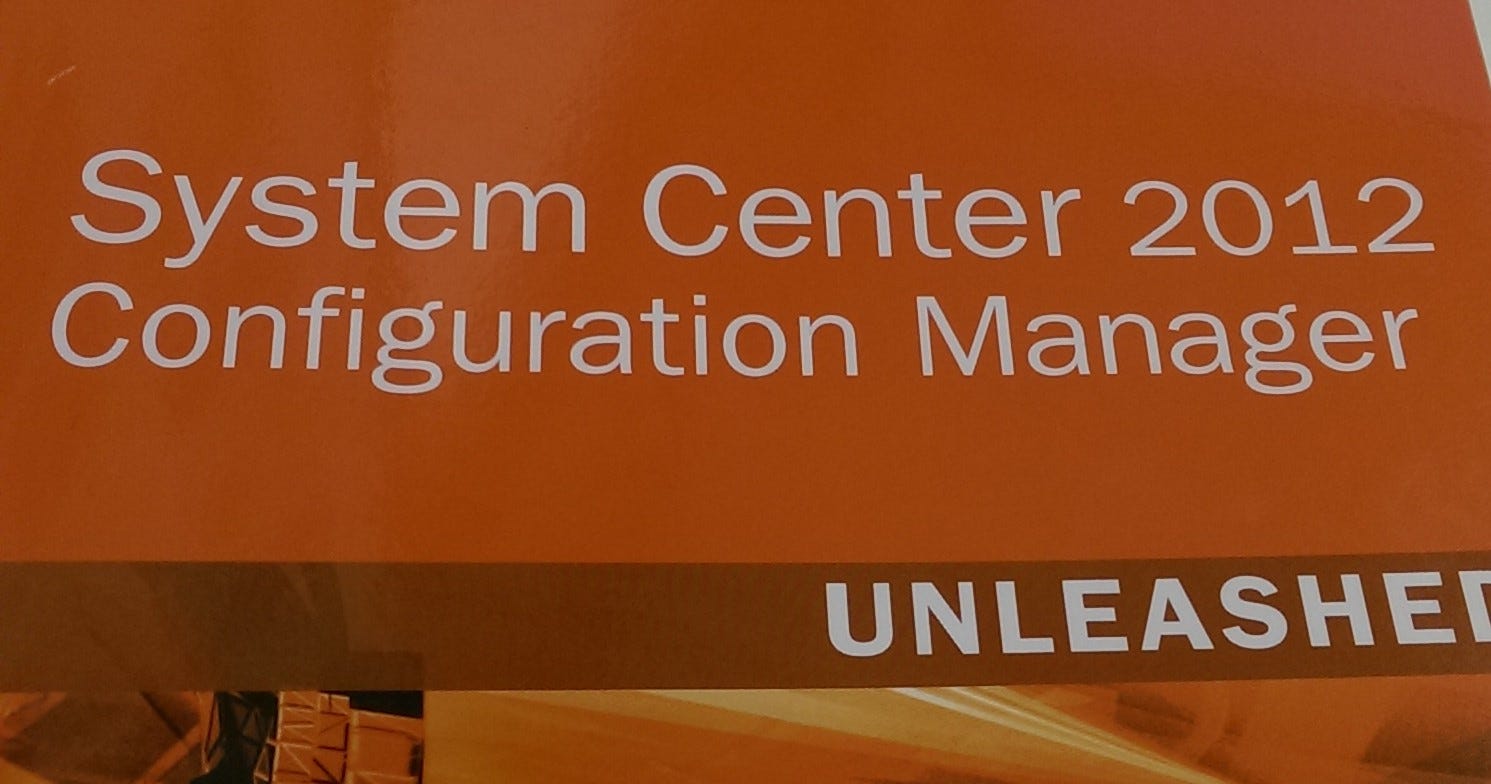 System Center 2012
Configuration Manager
UNLEASHED